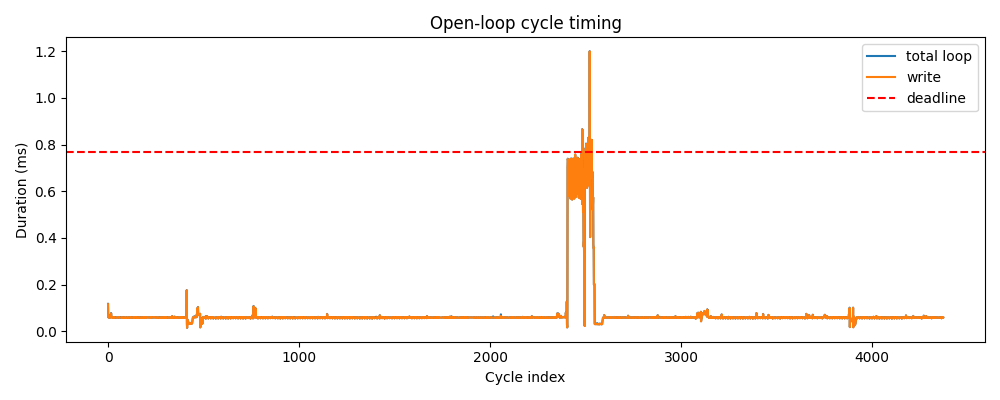 Open-loop cycle timing
total loop
write
deadline
Duration (ms)
1.2
1.0
0.8
0.6
0.4
0.2
0.0
0 1000 2000 3000 4000
Cycle index